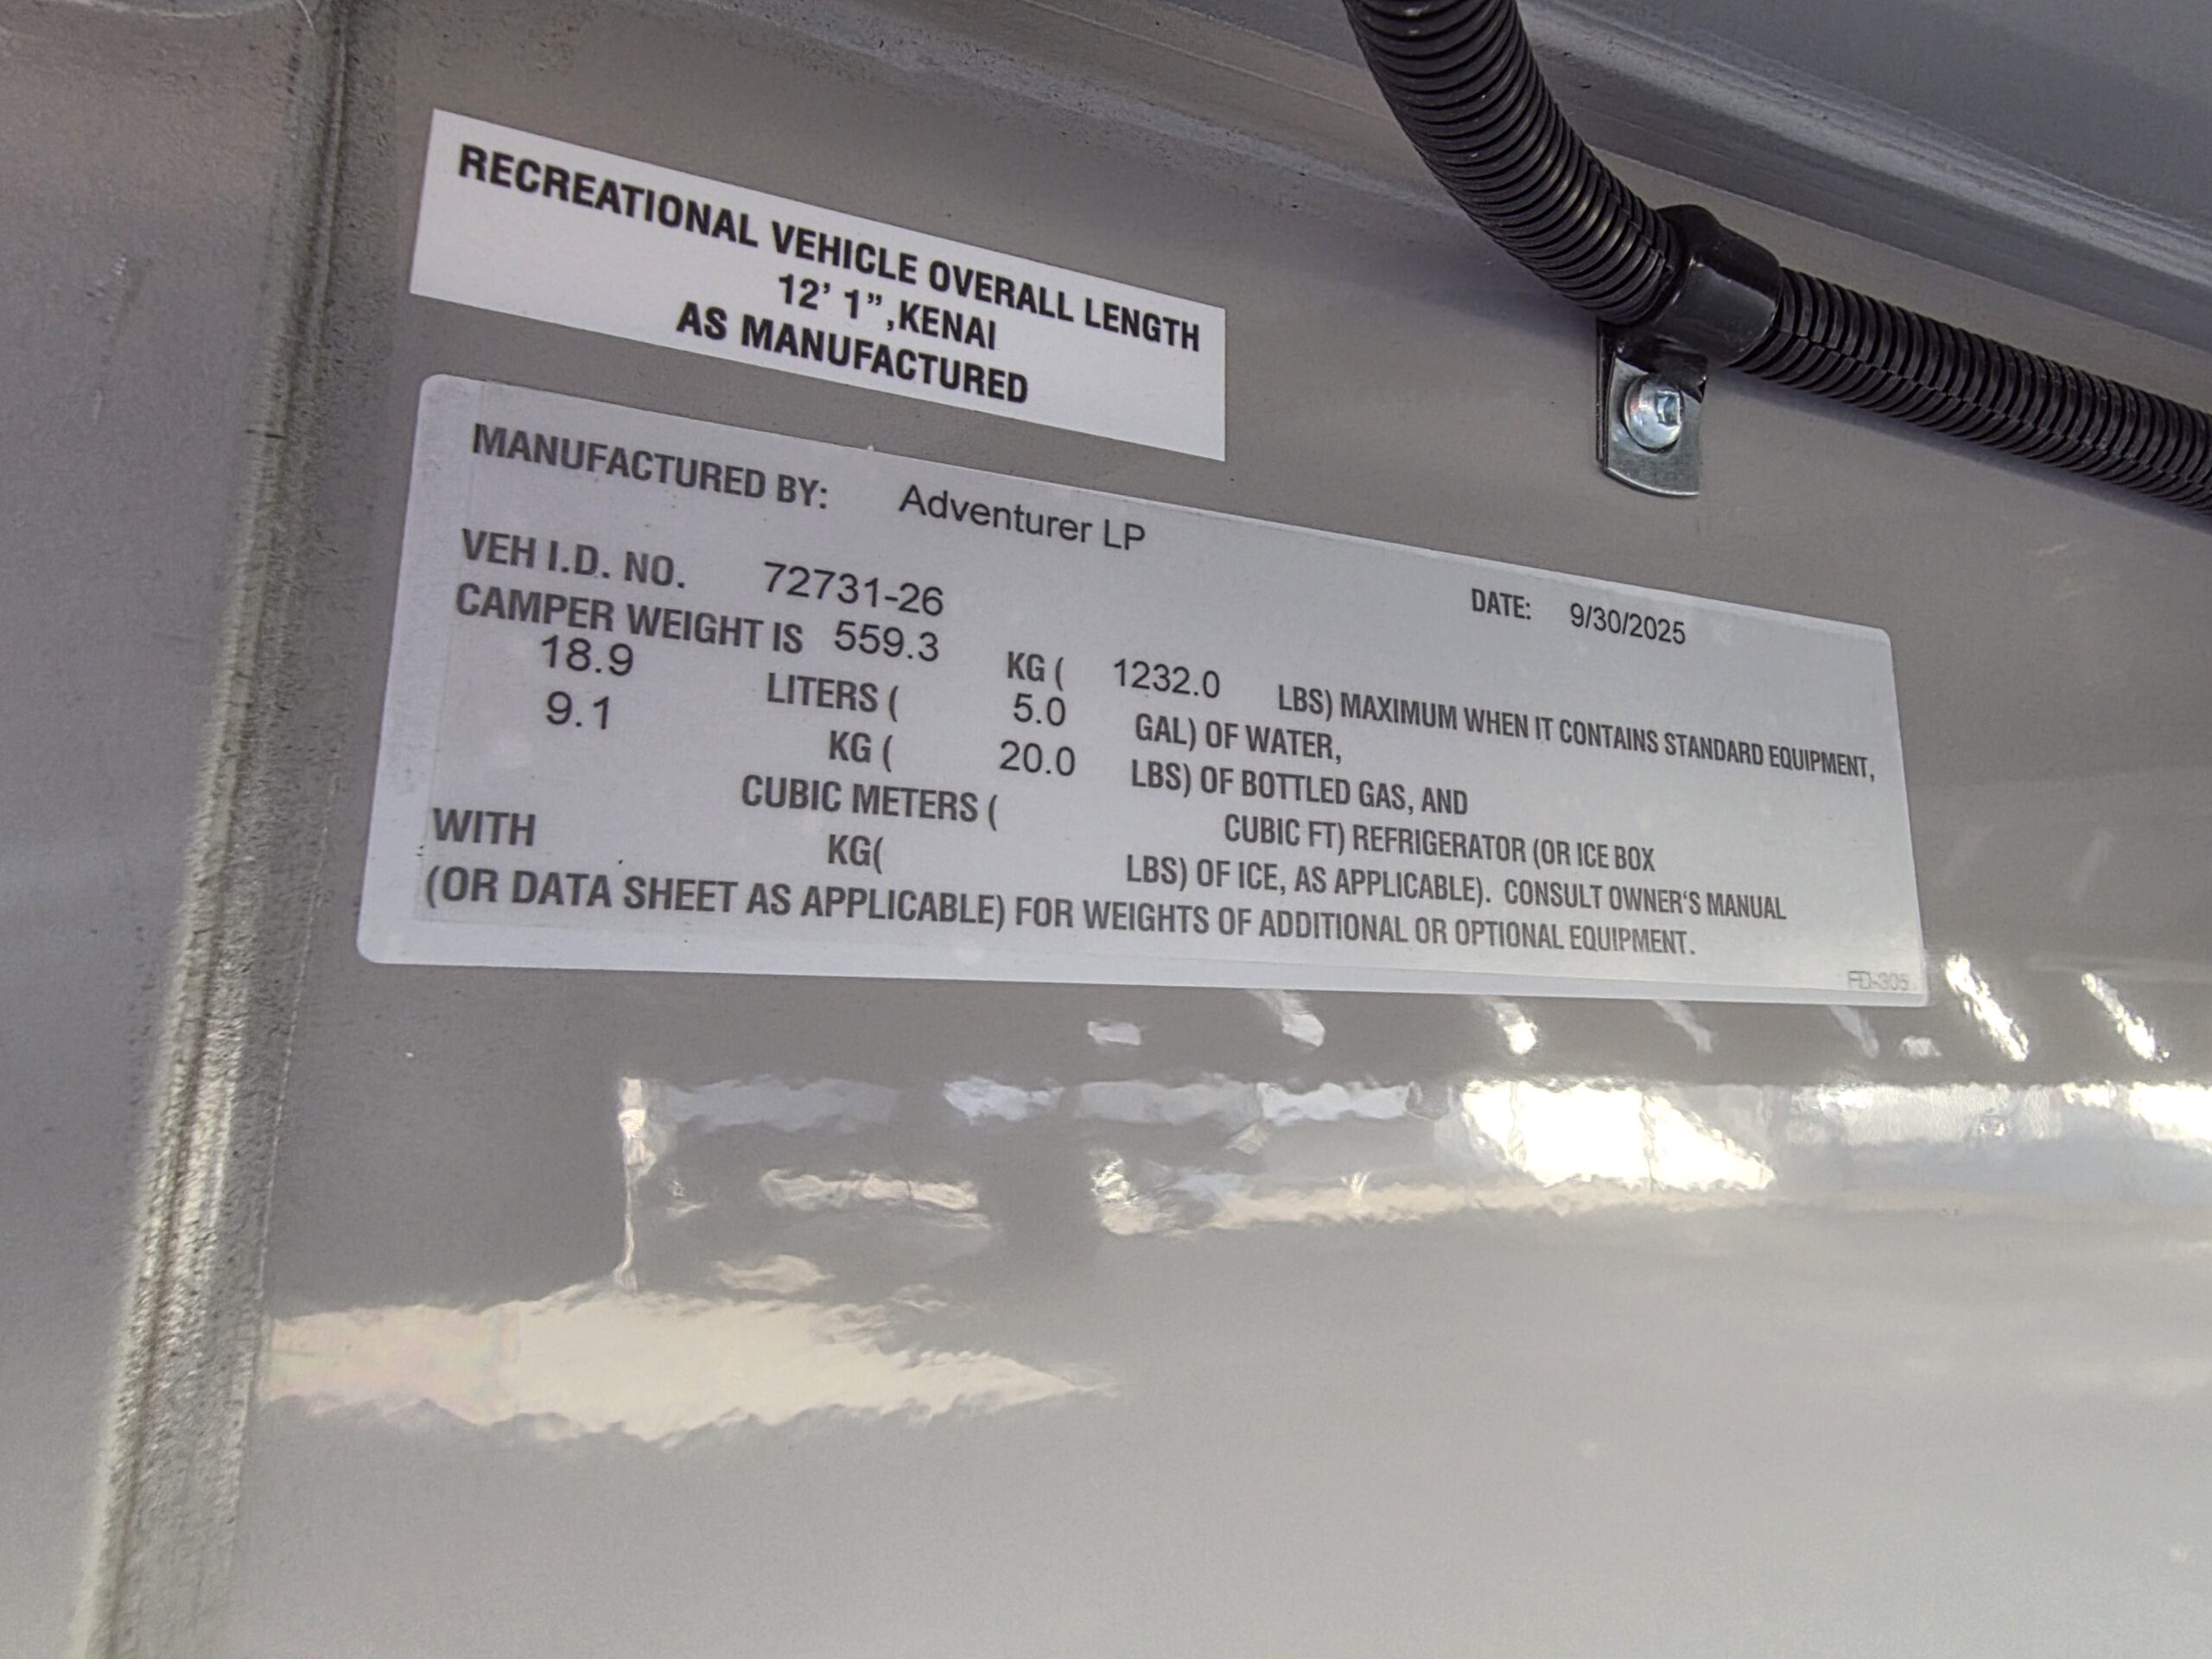 RECREATIONAL VEHICLE OVERALL LENGTH
12' 1”,KENAI
AS MANUFACTURED
MANUFACTURED BY: Adventurer LP
VEH I.D. NO. 72731-26 DATE: 9/30/2025
CAMPER WEIGHT IS 559.3 KG ( 1232.0 LBS) MAXIMUM WHEN IT CONTAINS STANDARD EQUIPMENT,
18.9 LITERS ( 5.0 GAL) OF WATER,
9.1 KG ( 20.0 LBS) OF BOTTLED GAS, AND
CUBIC METERS ( CUBIC FT) REFRIGERATOR (OR ICE BOX
WITH KG( LBS) OF ICE, AS APPLICABLE). CONSULT OWNER'S MANUAL
(OR DATA SHEET AS APPLICABLE) FOR WEIGHTS OF ADDITIONAL OR OPTIONAL EQUIPMENT.
FD-305